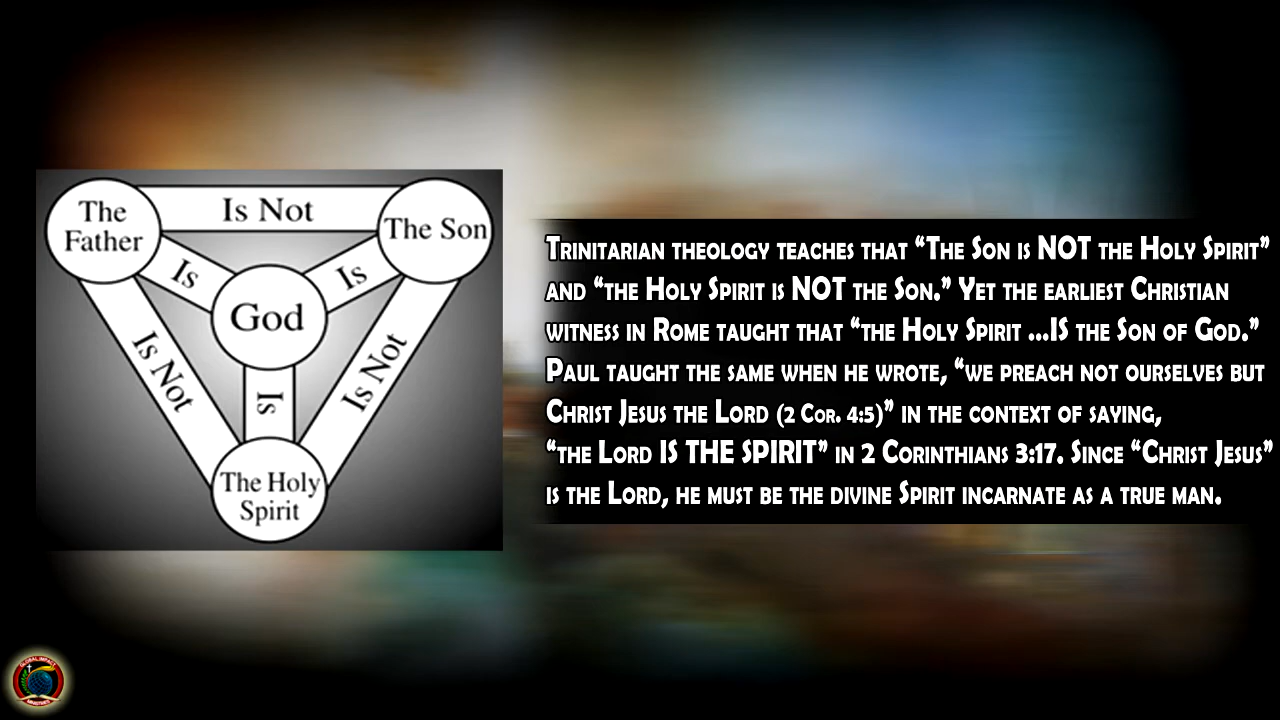 The
Father
Is Not
The Son
Is
Is
God
Is Not
Is
Is Not
The Holy
Spirit
TRINITARIAN THEOLOGY TEACHES THAT “THE SON IS NOT THE HOLY SPIRIT”
AND “THE HOLY SPIRIT IS NOT THE SON.” YET THE EARLIEST CHRISTIAN
WITNESS IN ROME TAUGHT THAT “THE HOLY SPIRIT ...IS THE SON OF GOD.”
PAUL TAUGHT THE SAME WHEN HE WROTE, “WE PREACH NOT OURSELVES BUT
CHRIST JESUS THE LORD (2 COR. 4:5)” IN THE CONTEXT OF SAYING,
“THE LORD IS THE SPIRIT” IN 2 CORINTHIANS 3:17. SINCE “CHRIST JESUS”
IS THE LORD, HE MUST BE THE DIVINE SPIRIT INCARNATE AS A TRUE MAN.
GLOBAL IMPACT
MINISTRIES